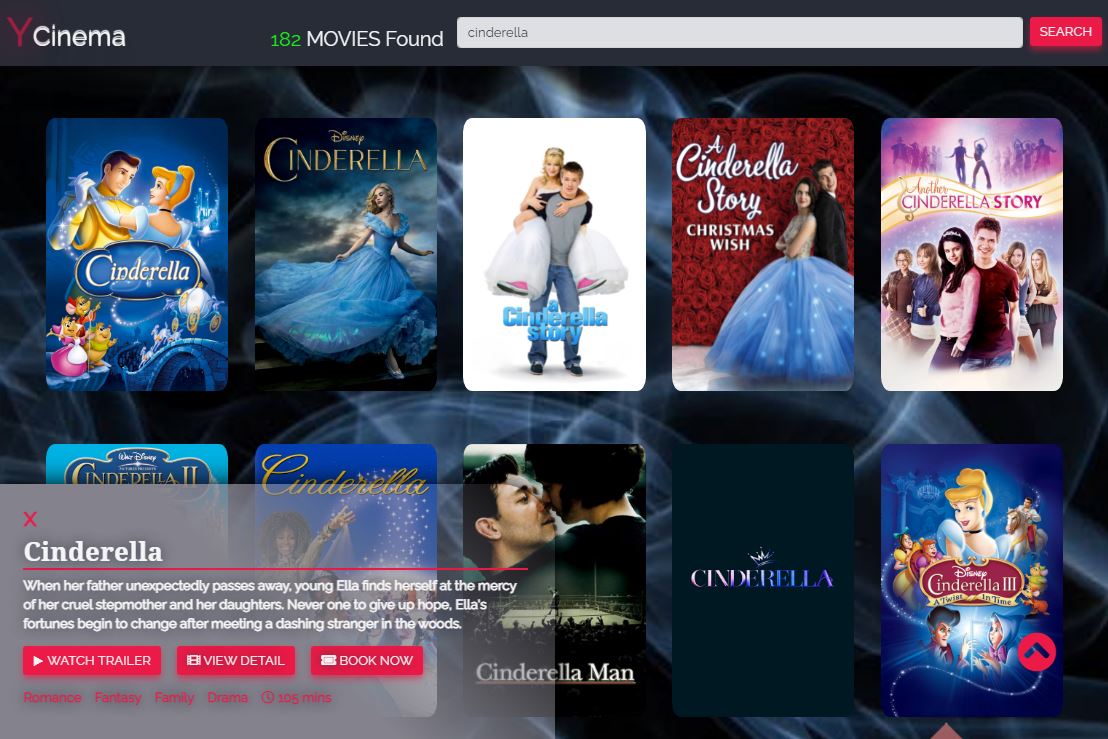 YCinema
182 MOVIES Found
cinderella
SEARCH
Cinderella
Disney
CINDERELLA
a
Cinderella
story
A
Cinderella
Story
CHRISTMAS
WISH
Another
CINDERELLA STORY
WALT DISNEY
PICTURES PRESENTS
CINDERELLA II
Cinderella
Cinderella Man
CINDERELLA
Disney
Cinderella III
A Twist In Time
X
Cinderella
When her father unexpectedly passes away, young Ella finds herself at the mercy
of her cruel stepmother and her daughters. Never one to give up hope, Ella's
fortunes begin to change after meeting a dashing stranger in the woods.
WATCH TRAILER
VIEW DETAIL
BOOK NOW
Romance Fantasy Family Drama 105 mins